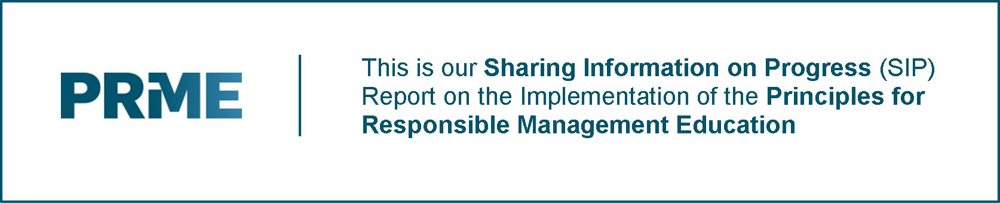 PRiME
This is our Sharing Information on Progress (SIP)
Report on the Implementation of the Principles for
Responsible Management Education